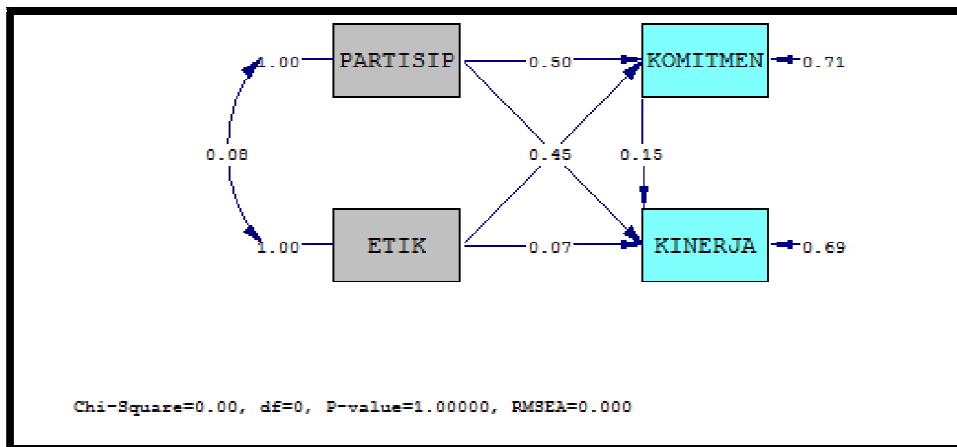 1.00 PARTISIP 0.50 KOMITMEN 0.71
0.08 0.45 0.15
1.00 ETIK 0.07 KINERJA 0.69
Chi-Square=0.00, df=0, P-value=1.00000, RMSEA=0.000